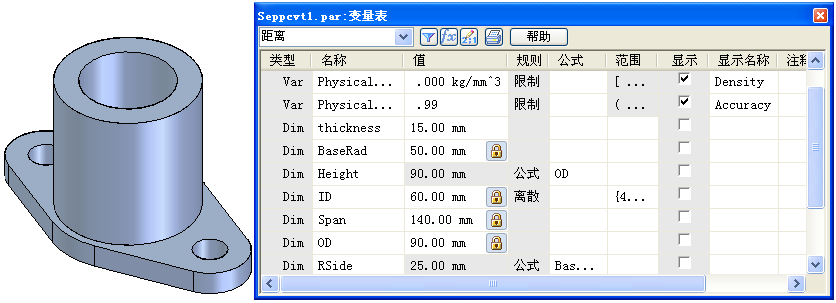 Seppcvt1.par:变量表
距离 帮助
类型 名称 值 规则 公式 范围 显示 显示名称 注释
Var Physical... .000 kg/mm^3 限制 [ ... Density
Var Physical... .99 限制 ( ... Accuracy
Dim thickness 15.00 mm
Dim BaseRad 50.00 mm
Dim Height 90.00 mm 公式 OD
Dim ID 60.00 mm 离散 {4...
Dim Span 140.00 mm
Dim OD 90.00 mm
Dim RSide 25.00 mm 公式 Bas...